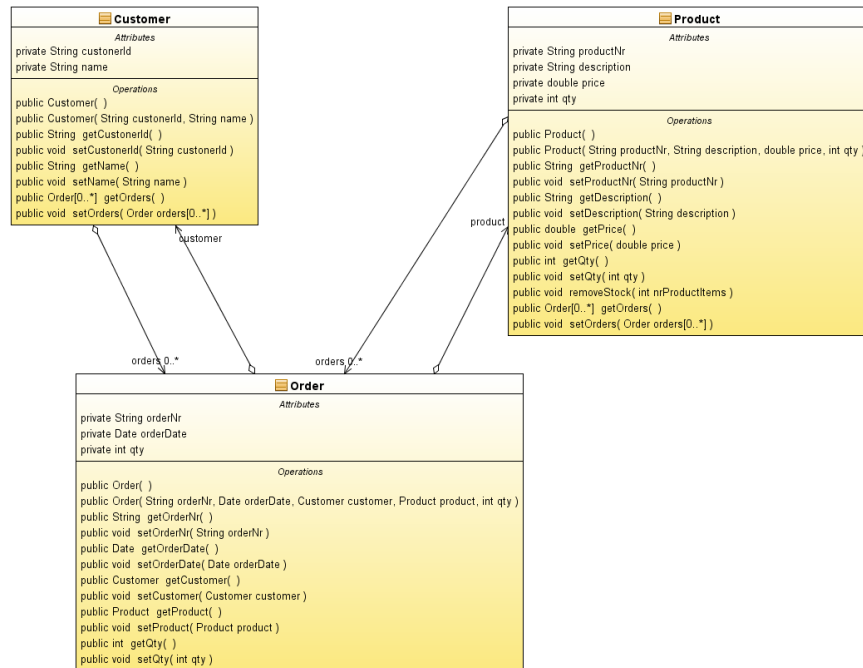 Customer
Attributes
private String custonerId
private String name
Operations
public Customer( )
public Customer( String custonerId, String name )
public String getCustonerId( )
public void setCustonerId( String custonerId )
public String getName( )
public void setName( String name )
public Order[0..*] getOrders( )
public void setOrders( Order orders[0..*] )
Product
Attributes
private String productNr
private String description
private double price
private int qty
Operations
public Product( )
public Product( String productNr, String description, double price, int qty )
public String getProductNr( )
public void setProductNr( String productNr )
public String getDescription( )
public void setDescription( String description )
public double getPrice( )
public void setPrice( double price )
public int getQty( )
public void setQty( int qty )
public void removeStock( int nrProductItems )
public Order[0..*] getOrders( )
public void setOrders( Order orders[0..*] )
customer
product
orders 0..*
orders 0..*
Order
Attributes
private String orderNr
private Date orderDate
private int qty
Operations
public Order( )
public Order( String orderNr, Date orderDate, Customer customer, Product product, int qty )
public String getOrderNr( )
public void setOrderNr( String orderNr )
public Date getOrderDate( )
public void setOrderDate( Date orderDate )
public Customer getCustomer( )
public void setCustomer( Customer customer )
public Product getProduct( )
public void setProduct( Product product )
public int getQty( )
public void setQty( int qty )